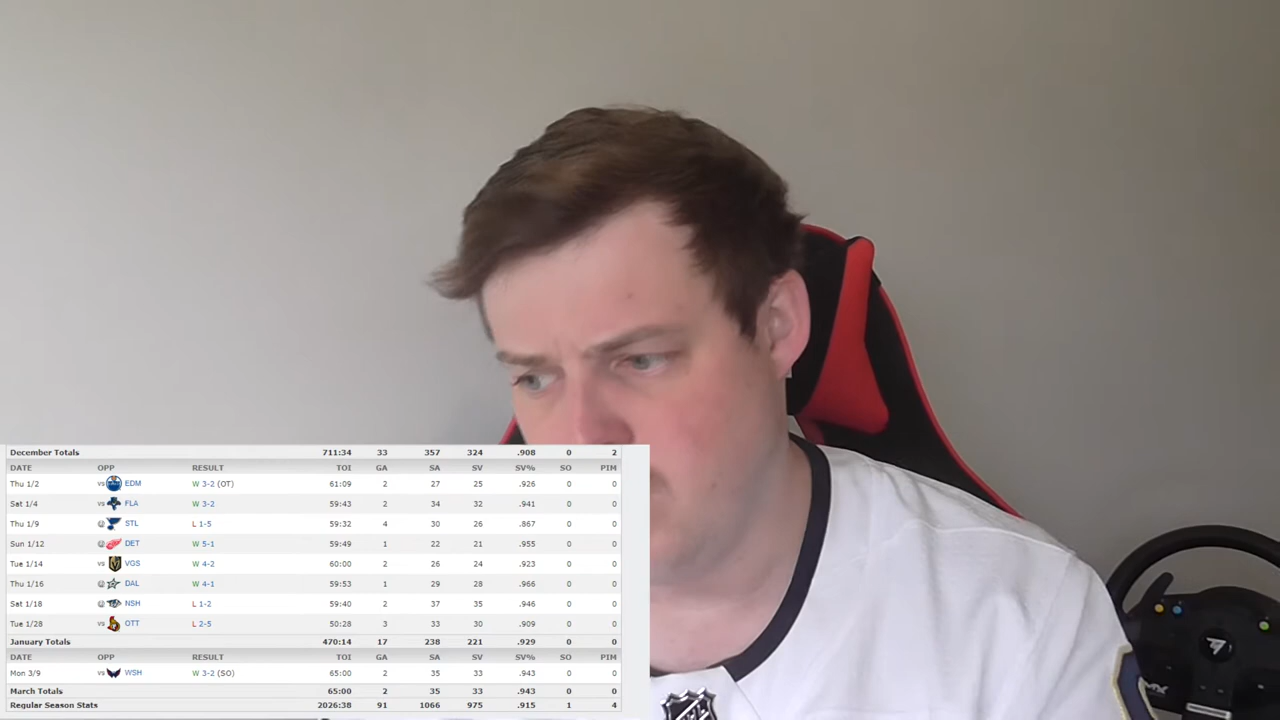 December Totals 711:34 33 357 324 .908 0 2
DATE OPP RESULT TOI GA SA SV SV% SO PIM
Thu 1/2 vs EDM W 3-2 (OT) 61:09 2 27 25 .926 0 0
Sat 1/4 vs FLA W 3-2 59:43 2 34 32 .941 0 0
Thu 1/9 @ STL L 1-5 59:32 4 30 26 .867 0 0
Sun 1/12 @ DET W 5-1 59:49 1 22 21 .955 0 0
Tue 1/14 vs VGS W 4-2 60:00 2 26 24 .923 0 0
Thu 1/16 @ DAL W 4-1 59:53 1 29 28 .966 0 0
Sat 1/18 @ NSH L 1-2 59:40 2 37 35 .946 0 0
Tue 1/28 vs OTT L 2-5 50:28 3 33 30 .909 0 0
January Totals 470:14 17 238 221 .929 0 0
DATE OPP RESULT TOI GA SA SV SV% SO PIM
Mon 3/9 vs WSH W 3-2 (SO) 65:00 2 35 33 .943 0 0
March Totals 65:00 2 35 33 .943 0 0
Regular Season Stats 2026:38 91 1066 975 .915 1 4
NHL